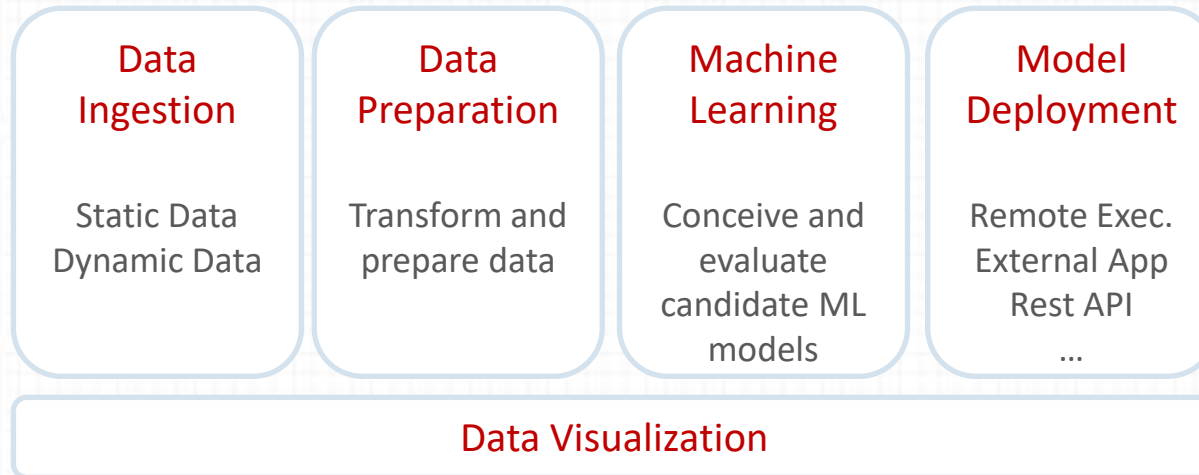 Data
Ingestion
Static Data
Dynamic Data
Data
Preparation
Transform and
prepare data
Machine
Learning
Conceive and
evaluate
candidate ML
models
Model
Deployment
Remote Exec.
External App
Rest API
...
Data Visualization